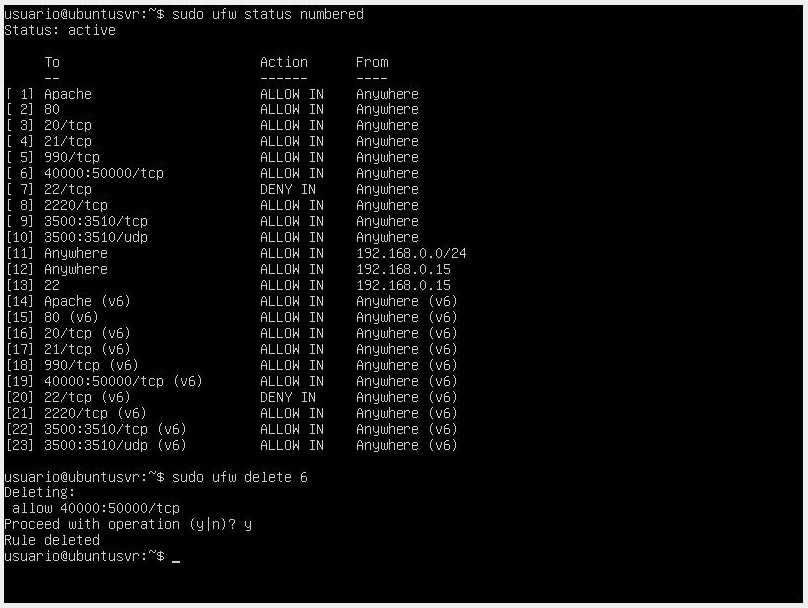 usuario@ubuntusvr:~$ sudo ufw status numbered
Status: active
To Action From
-- ------ ----
[ 1] Apache ALLOW IN Anywhere
[ 2] 80 ALLOW IN Anywhere
[ 3] 20/tcp ALLOW IN Anywhere
[ 4] 21/tcp ALLOW IN Anywhere
[ 5] 990/tcp ALLOW IN Anywhere
[ 6] 40000:50000/tcp ALLOW IN Anywhere
[ 7] 22/tcp DENY IN Anywhere
[ 8] 2220/tcp ALLOW IN Anywhere
[ 9] 3500:3510/tcp ALLOW IN Anywhere
[10] 3500:3510/udp ALLOW IN Anywhere
[11] Anywhere ALLOW IN 192.168.0.0/24
[12] Anywhere ALLOW IN 192.168.0.15
[13] 22 ALLOW IN 192.168.0.15
[14] Apache (v6) ALLOW IN Anywhere (v6)
[15] 80 (v6) ALLOW IN Anywhere (v6)
[16] 20/tcp (v6) ALLOW IN Anywhere (v6)
[17] 21/tcp (v6) ALLOW IN Anywhere (v6)
[18] 990/tcp (v6) ALLOW IN Anywhere (v6)
[19] 40000:50000/tcp (v6) ALLOW IN Anywhere (v6)
[20] 22/tcp (v6) DENY IN Anywhere (v6)
[21] 2220/tcp (v6) ALLOW IN Anywhere (v6)
[22] 3500:3510/tcp (v6) ALLOW IN Anywhere (v6)
[23] 3500:3510/udp (v6) ALLOW IN Anywhere (v6)
usuario@ubuntusvr:~$ sudo ufw delete 6
Deleting:
allow 40000:50000/tcp
Proceed with operation (y|n)? y
Rule deleted
usuario@ubuntusvr:~$ _